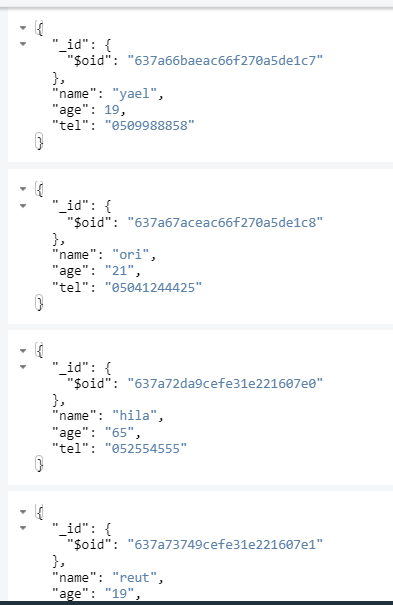 {
"_id": {
"$oid": "637a66baeac66f270a5de1c7"
},
"name": "yael",
"age": 19,
"tel": "0509988858"
}
{
"_id": {
"$oid": "637a67aceac66f270a5de1c8"
},
"name": "ori",
"age": "21",
"tel": "05041244425"
}
{
"_id": {
"$oid": "637a72da9cefe31e221607e0"
},
"name": "hila",
"age": "65",
"tel": "052554555"
}
{
"_id": {
"$oid": "637a73749cefe31e221607e1"
},
"name": "reut",
"age": "19",